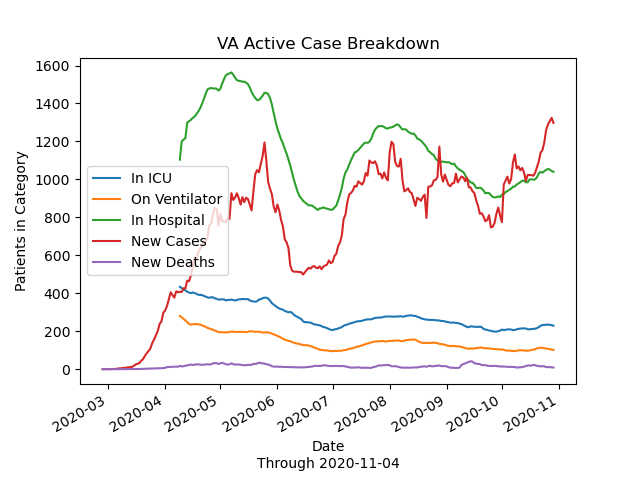 VA Active Case Breakdown
Patients in Category
1600
1400
1200
1000
800
600
400
200
0
In ICU
On Ventilator
In Hospital
New Cases
New Deaths
2020-03
2020-04
2020-05
2020-06
2020-07
2020-08
2020-09
2020-10
2020-11
Date
Through 2020-11-04